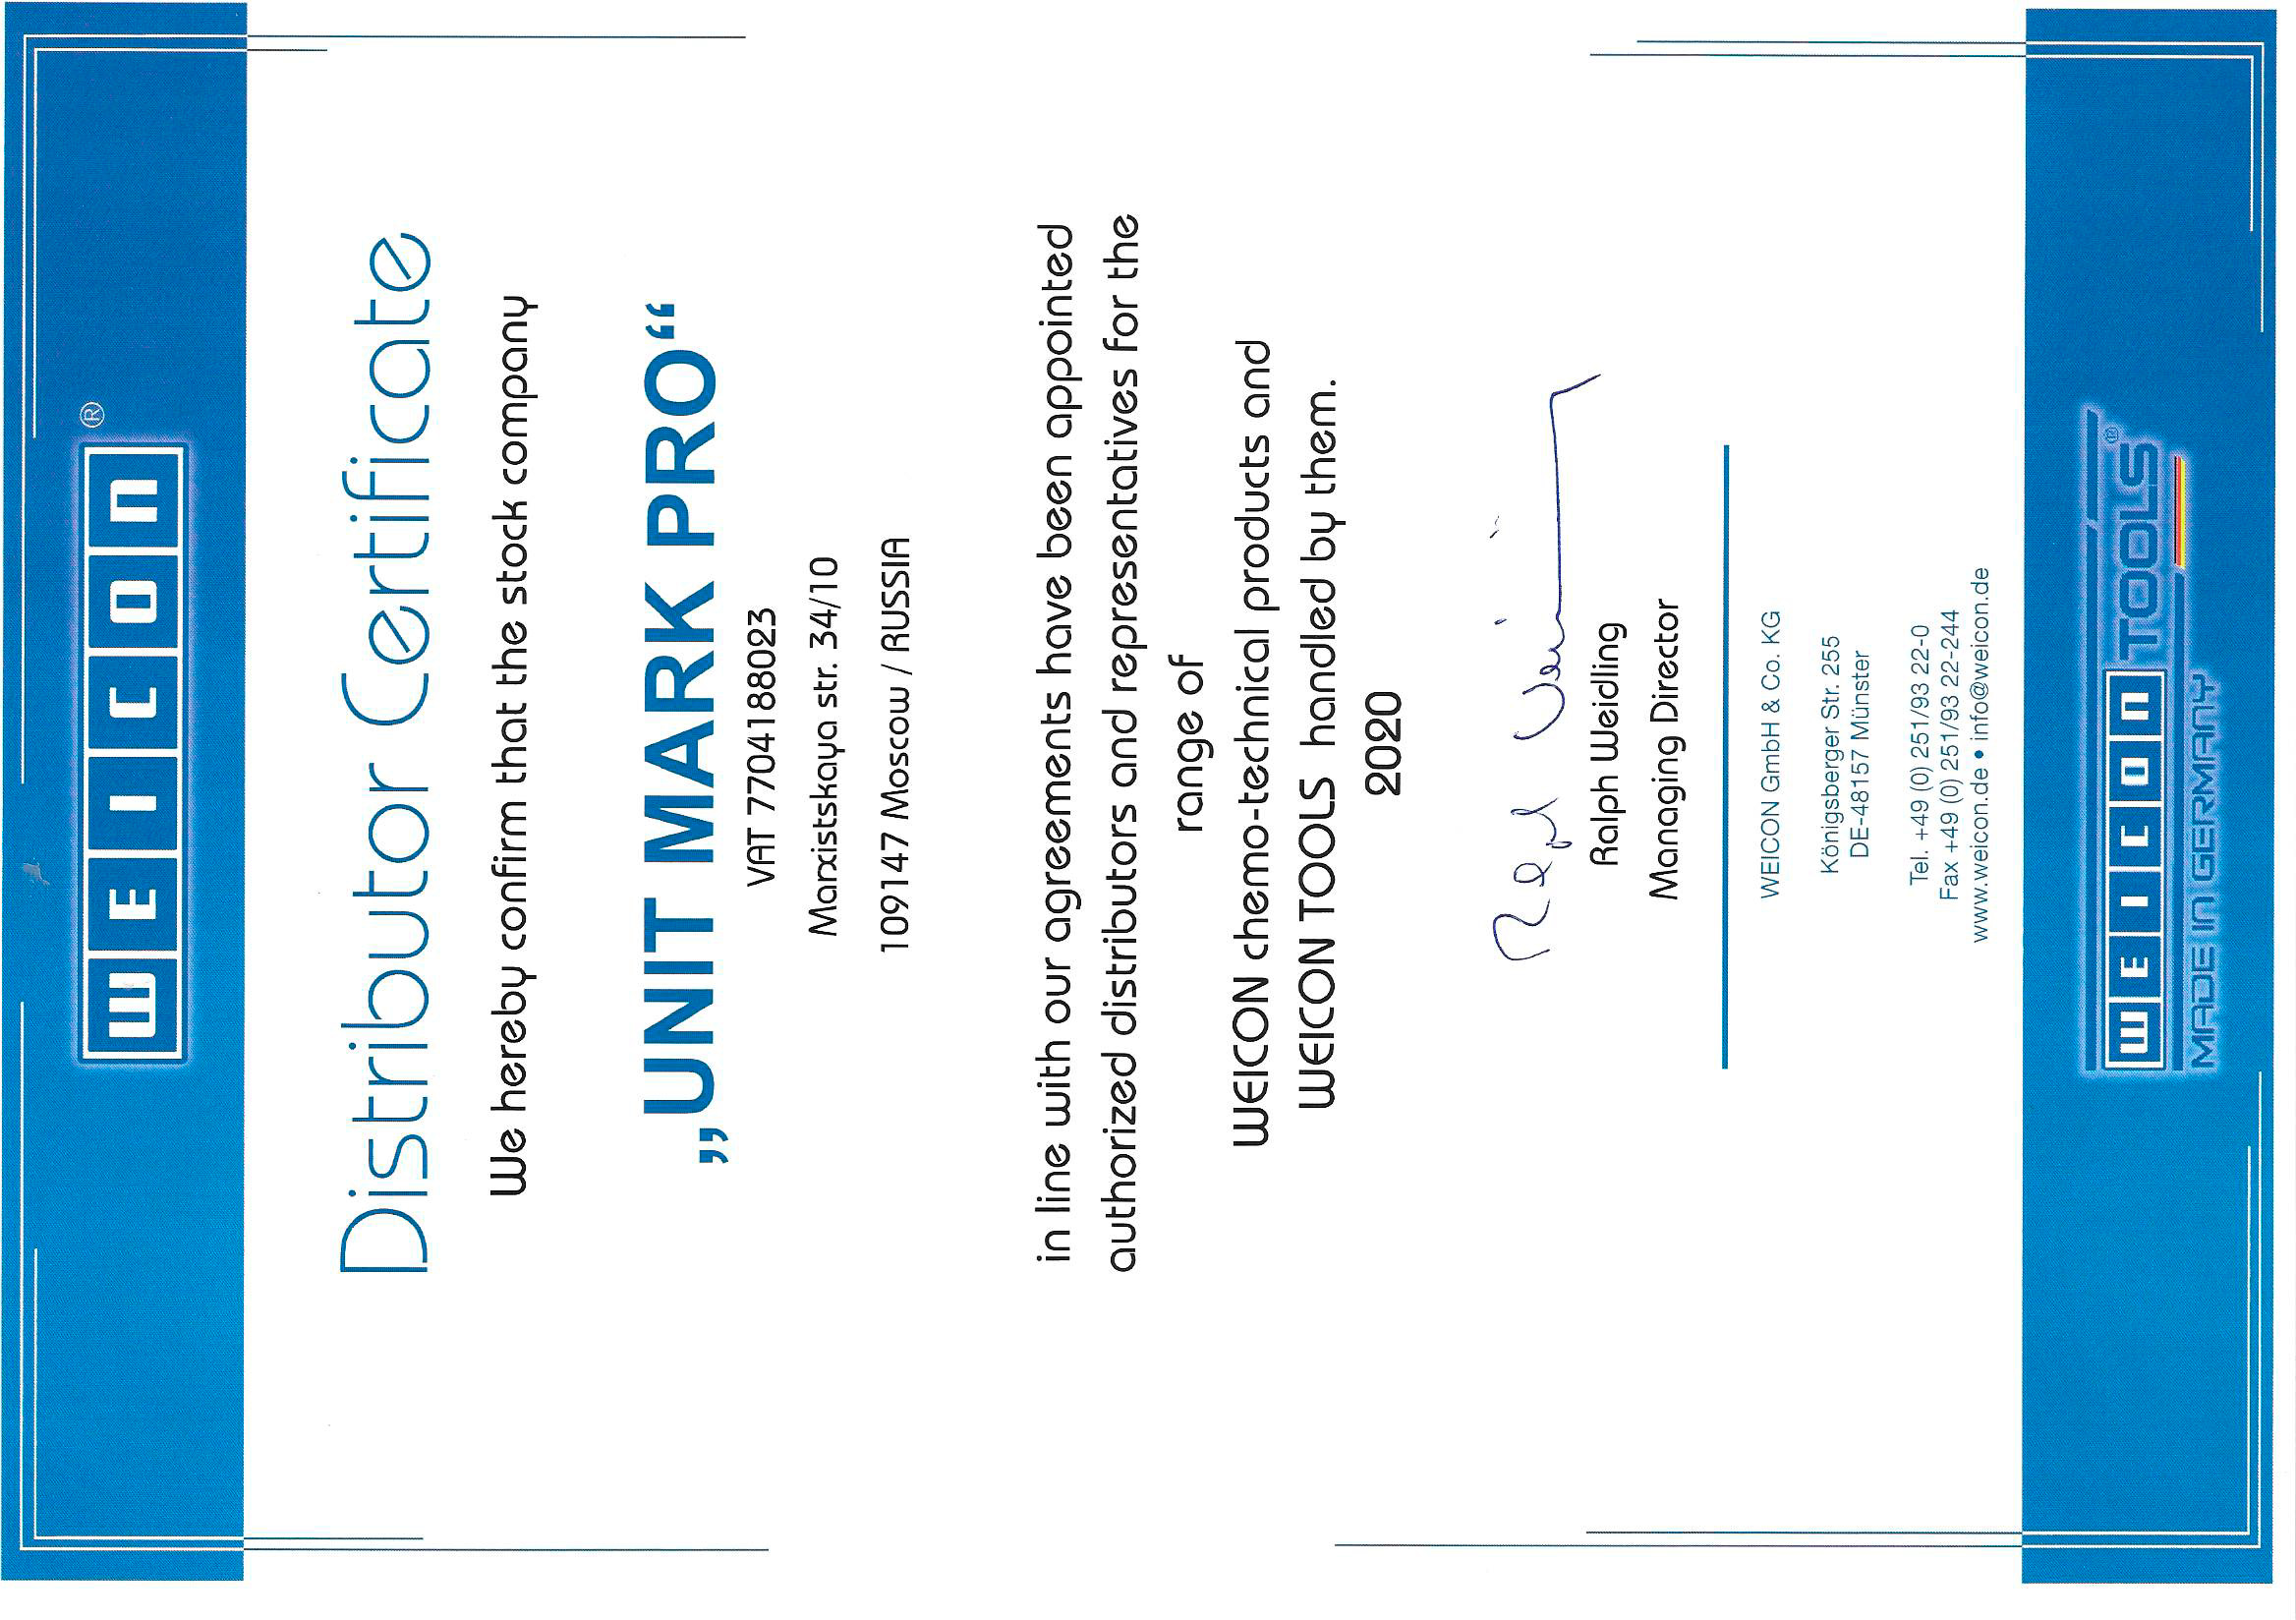 WEICON®
Distributor Certificate
We hereby confirm that the stock company
„UNIT MARK PRO“
VAT 7704188023
Marxistskaya str. 34/10
109147 Moscow / RUSSIA
in line with our agreements have been appointed
authorized distributors and representatives for the
range of
WEICON chemo-technical products and
WEICON TOOLS handled by them.
2020
Ralph Weidling
Managing Director
WEICON GmbH & Co. KG
Königsberger Str. 255
DE-48157 Münster
Tel. +49 (0) 251/93 22-0
Fax +49 (0) 251/93 22-244
www.weicon.de • info@weicon.de
WEICON TOOLS®
MADE IN GERMANY